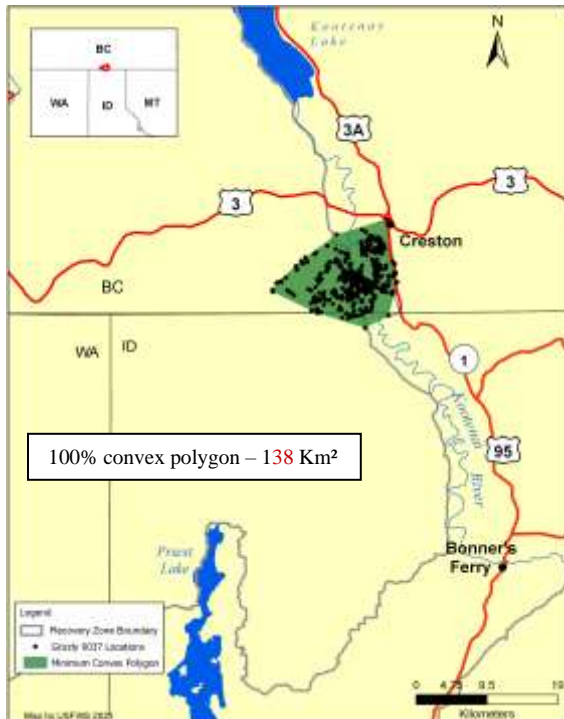 Kootenay
Lake
N
BC
WA
ID
MT
3A
3
3
Creston
BC
WA
ID
1
Kootenai
River
95
100% convex polygon – 138 Km²
Bonner's
Ferry
Priest
Lake
Legend
Recovery Zone Boundary
Grizzly 9037 Locations
Minimum Convex Polygon
0 4.75 9.5 19
Kilometers
Map by USFWS 2025